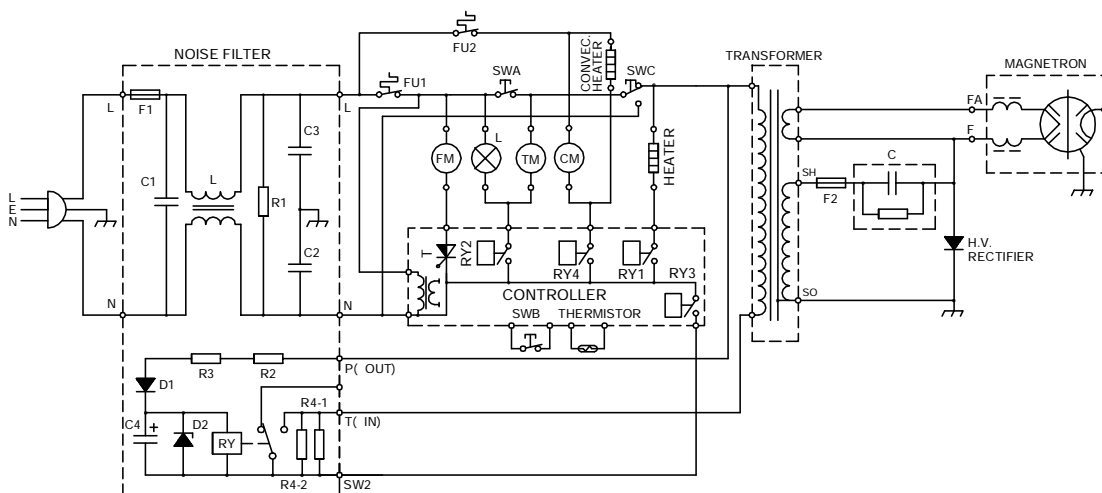 FU2
CONVEC.
HEATER
NOISE FILTER
TRANSFORMER
MAGNETRON
FU1
SWA
SWC
L
F1
L
FA
F
C3
C1
L
R1
FM
L
TM
CM
HEATER
SH
C
F2
L
E
N
C2
T
RY2
RY4
RY1
RY3
H.V.
RECTIFIER
CONTROLLER
SO
N
N
SWB
THERMISTOR
R3
R2
P( OUT)
D1
R4-1
T( IN)
C4
+
D2
RY
R4-2
SW2